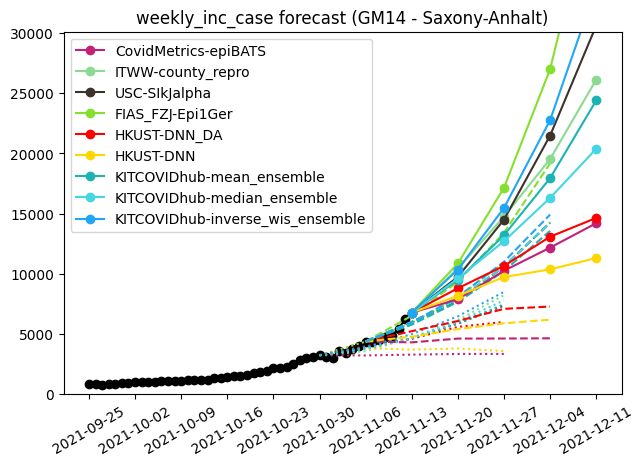 weekly_inc_case forecast (GM14 - Saxony-Anhalt)
30000
25000
20000
15000
10000
5000
0
CovidMetrics-epiBATS
ITWW-county_repro
USC-SIkJalpha
FIAS_FZJ-Epi1Ger
HKUST-DNN_DA
HKUST-DNN
KITCOVIDhub-mean_ensemble
KITCOVIDhub-median_ensemble
KITCOVIDhub-inverse_wis_ensemble
2021-09-25
2021-10-02
2021-10-09
2021-10-16
2021-10-23
2021-10-30
2021-11-06
2021-11-13
2021-11-20
2021-11-27
2021-12-04
2021-12-11